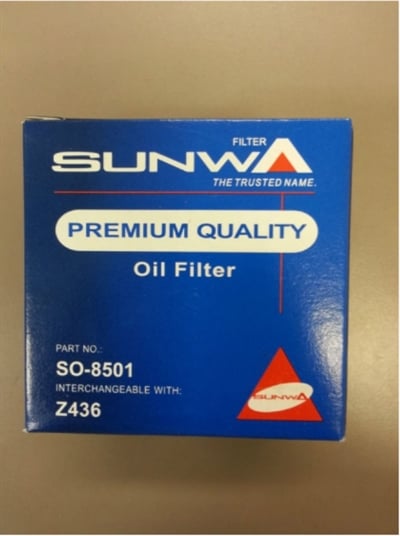 FILTER
SUNWA
THE TRUSTED NAME.
PREMIUM QUALITY
Oil Filter
PART NO.:
SO-8501
INTERCHANGEABLE WITH:
Z436
SUNWA